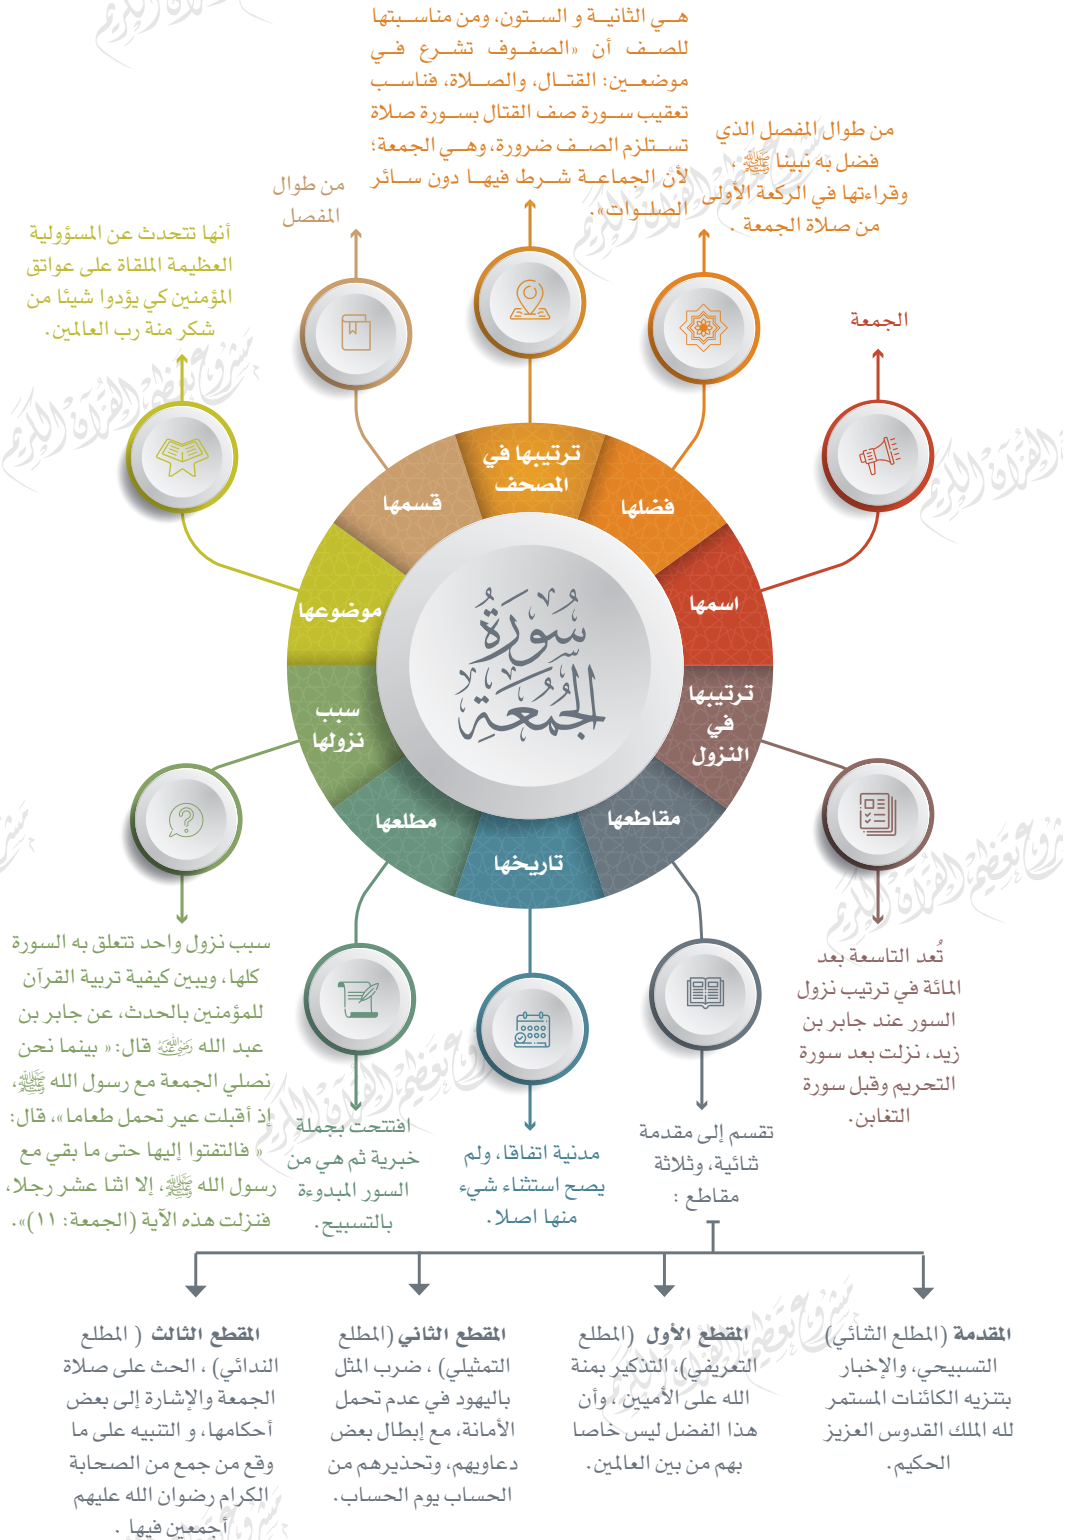 هي الثانية و الستون، ومن مناسبتها
للصف أن «الصفوف تشرع في
موضعين: القتال، والصلاة، فناسب
تعقيب سورة صف القتال بسورة صلاة
تستلزم الصف ضرورة، وهي الجمعة؛
لأن الجماعة شرط فيها دون سائر
الصلوات».
من طوال المفصل الذي
فضل به نبينا ﷺ ،
وقراءتها في الركعة الأولى
من صلاة الجمعة .
من طوال
المفصل
أنها تتحدث عن المسؤولية
العظيمة الملقاة على عواتق
المؤمنين كي يؤدوا شيئا من
شكر منة رب العالمين.
الجمعة
ترتيبها في
المصحف
فضلها
قسمها
اسمها
موضوعها
ترتيبها
في
النزول
سبب
نزولها
مقاطعها
مطلعها
تاريخها
سُورَةُ
الجُمُعَةِ
تُعد التاسعة بعد
المائة في ترتيب نزول
السور عند جابر بن
زيد، نزلت بعد سورة
التحريم وقبل سورة
التغابن.
سبب نزول واحد تتعلق به السورة
كلها، ويبين كيفية تربية القرآن
للمؤمنين بالحدث، عن جابر بن
عبد الله رضي الله عنه قال: « بينما نحن
نصلي الجمعة مع رسول الله ﷺ،
إذ أقبلت عير تحمل طعاما»، قال:
« فالتفتوا إليها حتى ما بقي مع
رسول الله ﷺ، إلا اثنا عشر رجلا،
فنزلت هذه الآية (الجمعة: ١١)».
افتتحت بجملة
خبرية ثم هي من
السور المبدوءة
بالتسبيح.
مدنية اتفاقا، ولم
يصح استثناء شيء
منها اصلا.
تقسم إلى مقدمة
ثنائية، وثلاثة
مقاطع :
المقدمة (المطلع الثنائي)
التسبيحي، والإخبار
بتنزيه الكائنات المستمر
لله الملك القدوس العزيز
الحكيم.
المقطع الأول (المطلع
التعريفي)، التذكير بمنة
الله على الأميين ، وأن
هذا الفضل ليس خاصا
بهم من بين العالمين.
المقطع الثاني (المطلع
التمثيلي) ، ضرب المثل
باليهود في عدم تحمل
الأمانة، مع إبطال بعض
دعاويهم، وتحذيرهم من
الحساب يوم الحساب.
المقطع الثالث ( المطلع
الندائي) ، الحث على صلاة
الجمعة والإشارة إلى بعض
أحكامها، و التنبيه على ما
وقع من جمع من الصحابة
الكرام رضوان الله عليهم
أجمعين فيها .
مشروع تعظيم القرآن الكريم